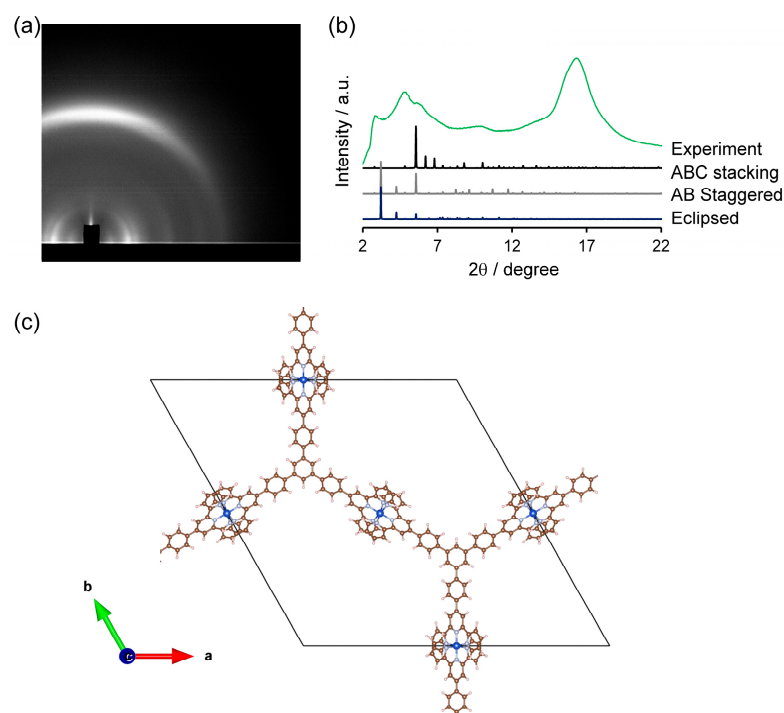 (a)
(b)
Intensity / a.u.
Experiment
ABC stacking
AB Staggered
Eclipsed
2 7 12 17 22
2θ / degree
(c)
b
a
c